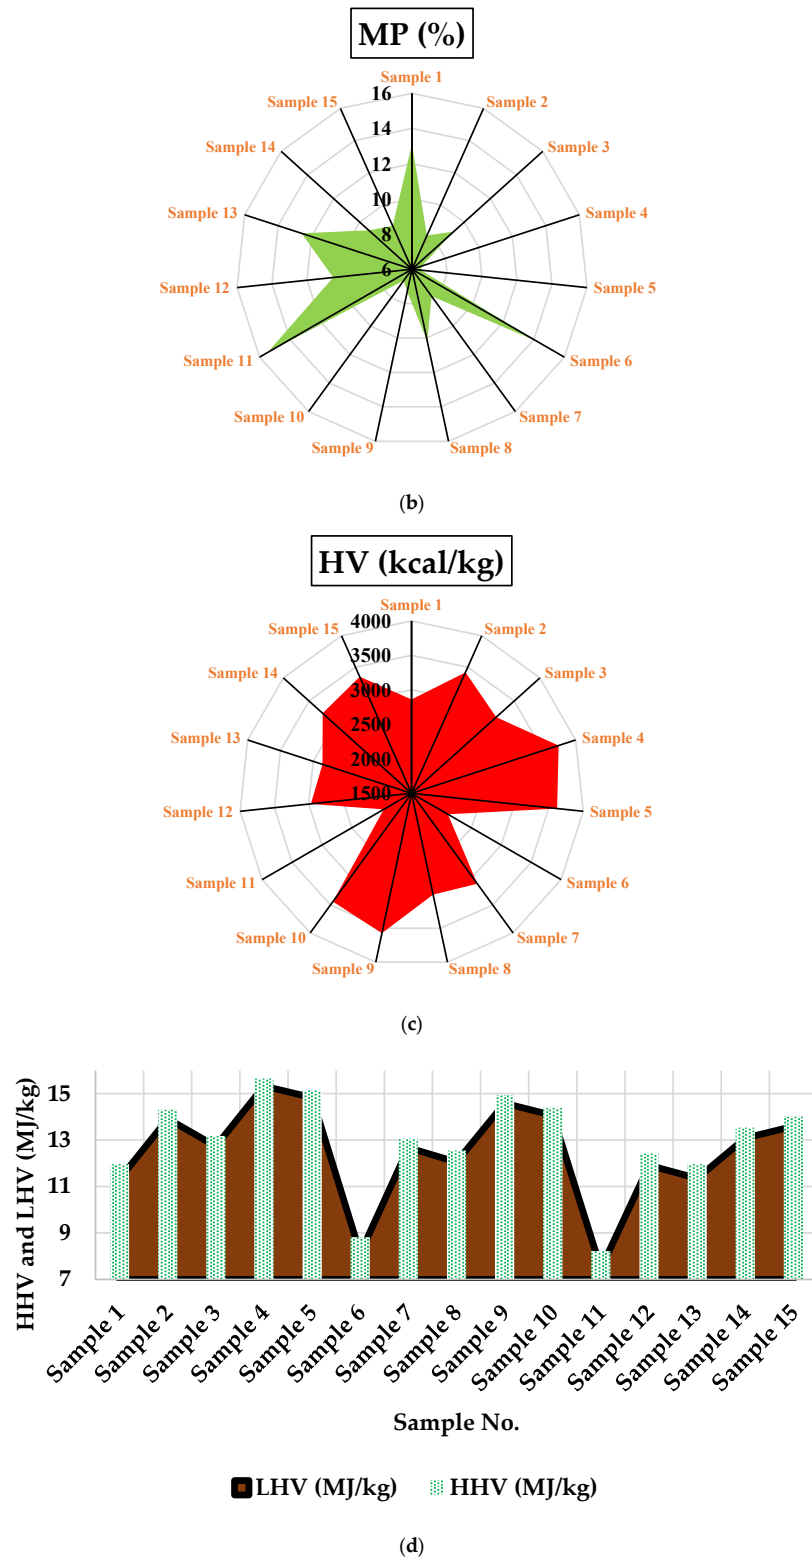 MP (%)
Sample 1
Sample 2
Sample 3
Sample 4
Sample 5
Sample 6
Sample 7
Sample 8
Sample 9
Sample 10
Sample 11
Sample 12
Sample 13
Sample 14
Sample 15
16
14
12
10
8
6
(b)
HV (kcal/kg)
Sample 1
Sample 2
Sample 3
Sample 4
Sample 5
Sample 6
Sample 7
Sample 8
Sample 9
Sample 10
Sample 11
Sample 12
Sample 13
Sample 14
Sample 15
4000
3500
3000
2500
2000
1500
(c)
HHV and LHV (MJ/kg)
15
13
11
9
7
Sample 1
Sample 2
Sample 3
Sample 4
Sample 5
Sample 6
Sample 7
Sample 8
Sample 9
Sample 10
Sample 11
Sample 12
Sample 13
Sample 14
Sample 15
Sample No.
LHV (MJ/kg) HHV (MJ/kg)
(d)